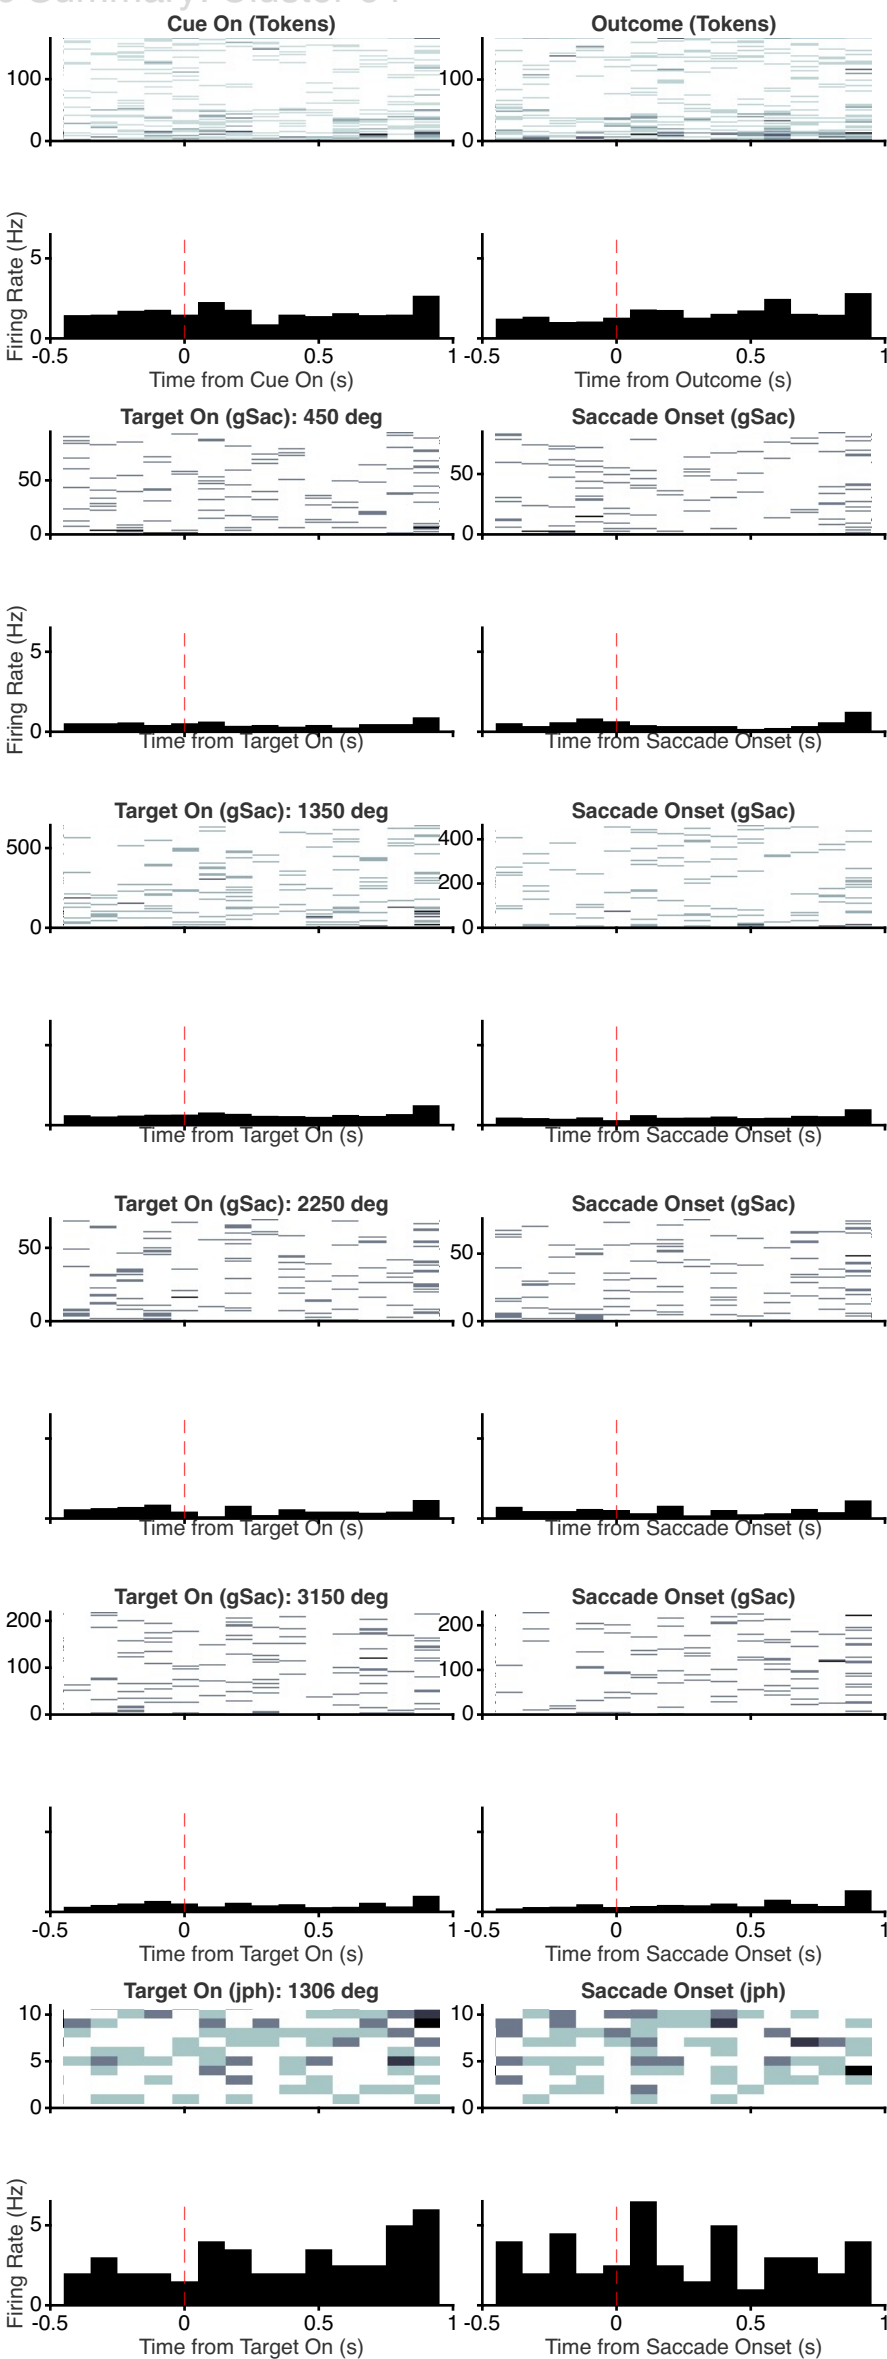 Summary: Cluster
Cue On (Tokens) Outcome (Tokens)
100 100
0 0
Firing Rate (Hz)
5
0
-0.5 0 0.5 1 -0.5 0 0.5 1
Time from Cue On (s) Time from Outcome (s)
Target On (gSac): 450 deg Saccade Onset (gSac)
50 50
0 0
Firing Rate (Hz)
5
0
Time from Target On (s) Time from Saccade Onset (s)
Target On (gSac): 1350 deg Saccade Onset (gSac)
500 400
200
0 0
Time from Target On (s) Time from Saccade Onset (s)
Target On (gSac): 2250 deg Saccade Onset (gSac)
50 50
0 0
Time from Target On (s) Time from Saccade Onset (s)
Target On (gSac): 3150 deg Saccade Onset (gSac)
200 200
100 100
0 0
-0.5 0 0.5 1 -0.5 0 0.5 1
Time from Target On (s) Time from Saccade Onset (s)
Target On (jph): 1306 deg Saccade Onset (jph)
10 10
5 5
0 0
Firing Rate (Hz)
5
0
-0.5 0 0.5 1 -0.5 0 0.5 1
Time from Target On (s) Time from Saccade Onset (s)